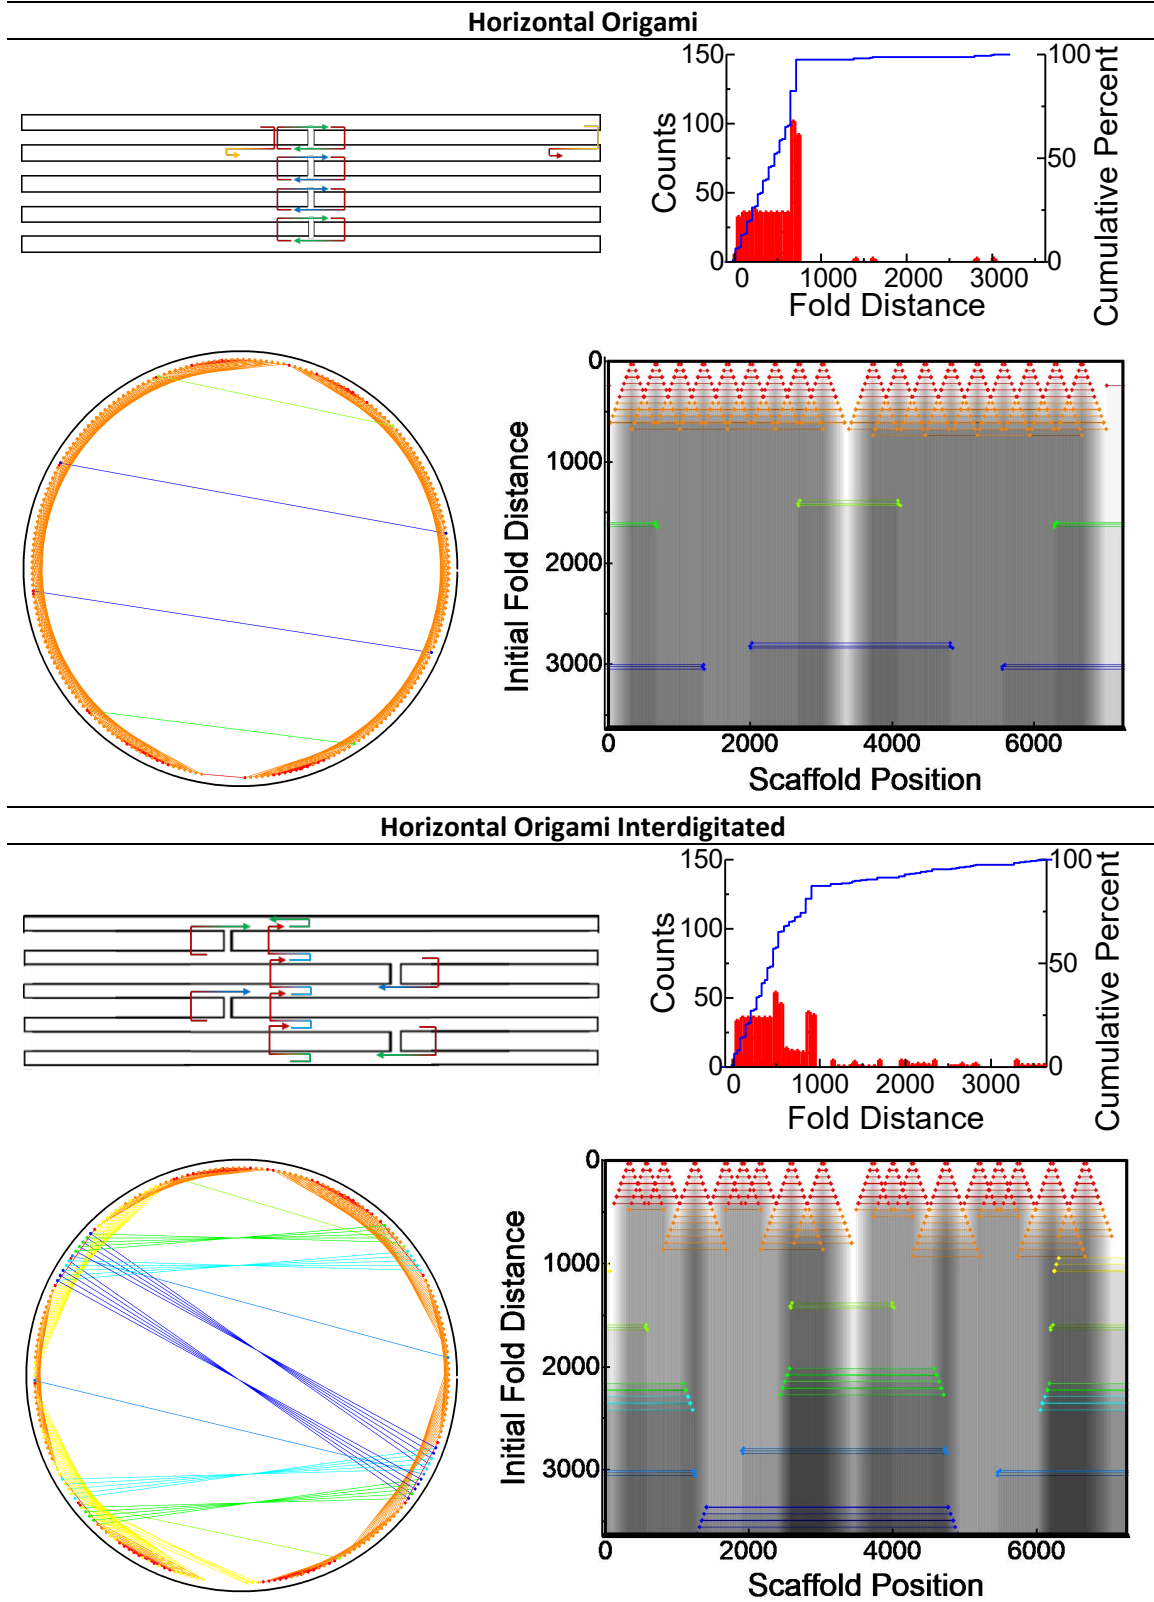 Horizontal Origami
150
100
50
0
Counts
100
50
0
Cumulative Percent
0 1000 2000 3000
Fold Distance
0
1000
2000
3000
Initial Fold Distance
0 2000 4000 6000
Scaffold Position
Horizontal Origami Interdigitated
150
100
50
0
Counts
100
50
0
Cumulative Percent
0 1000 2000 3000
Fold Distance
0
1000
2000
3000
Initial Fold Distance
0 2000 4000 6000
Scaffold Position